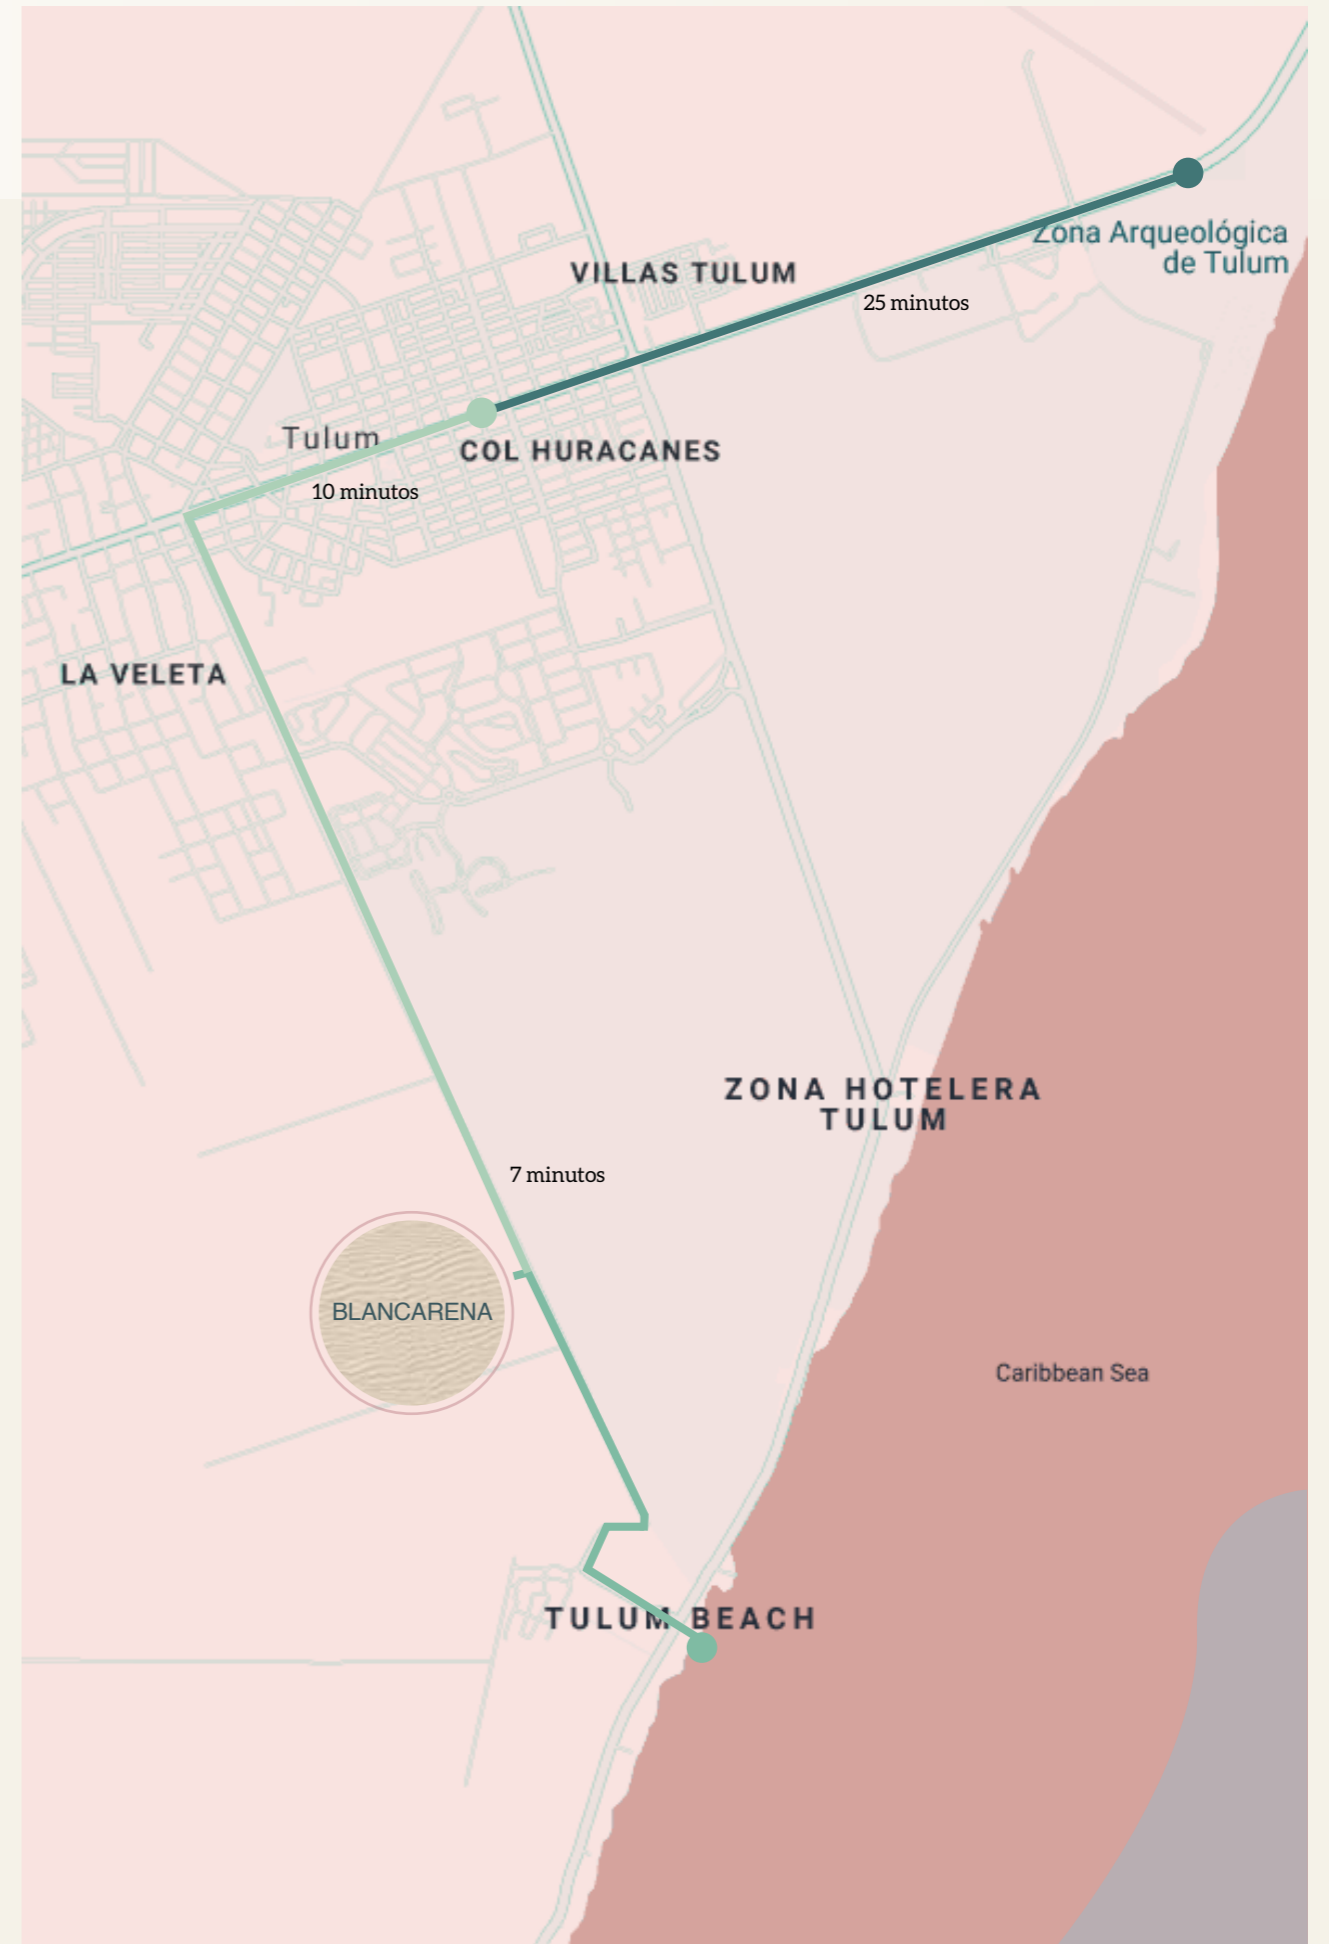 Zona Arqueológica
de Tulum
VILLAS TULUM
25 minutos
Tulum
COL HURACANES
10 minutos
LA VELETA
ZONA HOTELERA
TULUM
7 minutos
BLANCARENA
Caribbean Sea
TULUM BEACH